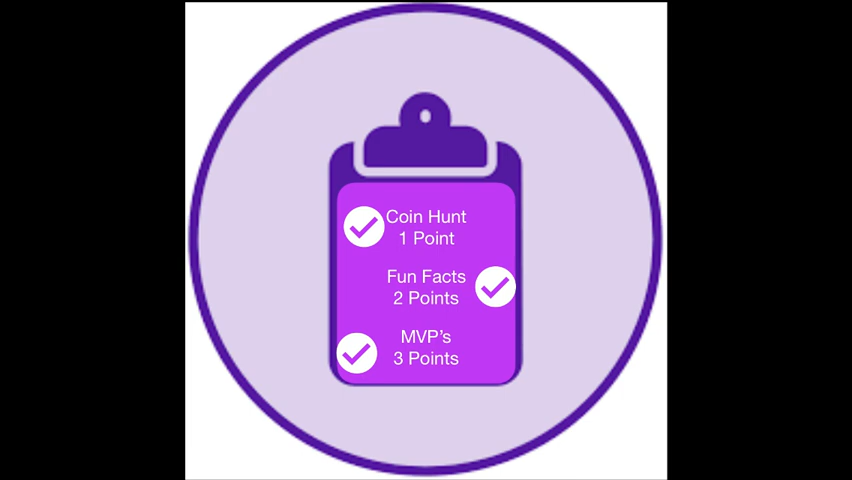 Coin Hunt
1 Point
Fun Facts
2 Points
MVP's
3 Points